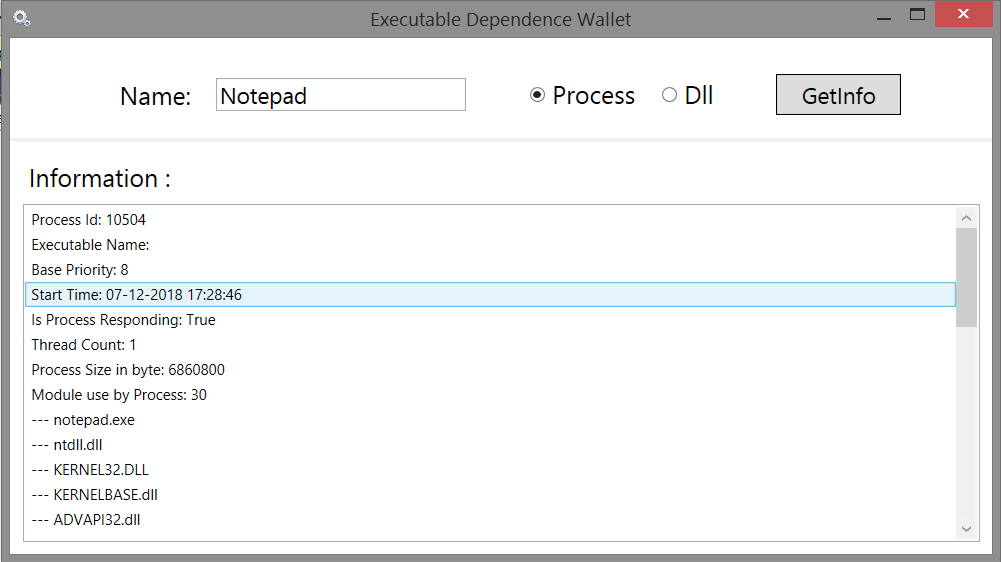 Executable Dependence Wallet
Name: Notepad Process Dll GetInfo
Information :
Process Id: 10504
Executable Name:
Base Priority: 8
Start Time: 07-12-2018 17:28:46
Is Process Responding: True
Thread Count: 1
Process Size in byte: 6860800
Module use by Process: 30
--- notepad.exe
--- ntdll.dll
--- KERNEL32.DLL
--- KERNELBASE.dll
--- ADVAPI32.dll